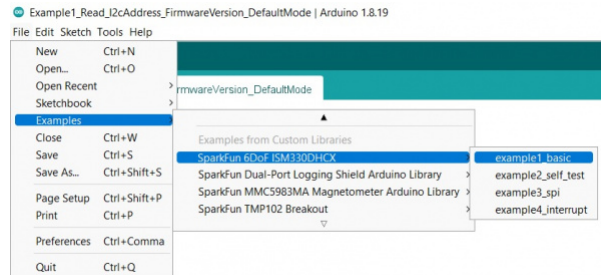 Example1_Read_I2cAddress_FirmwareVersion_DefaultMode | Arduino 1.8.19
File Edit Sketch Tools Help
New Ctrl+N
Open... Ctrl+O
Open Recent
Sketchbook
Examples
Close Ctrl+W
Save Ctrl+S
Save As... Ctrl+Shift+S
Page Setup Ctrl+Shift+P
Print Ctrl+P
Preferences Ctrl+Comma
Quit Ctrl+Q
rmwareVersion_DefaultMode
Examples from Custom Libraries
SparkFun 6DoF ISM330DHCX
SparkFun Dual-Port Logging Shield Arduino Library
SparkFun MMC5983MA Magnetometer Arduino Library
SparkFun TMP102 Breakout
example1_basic
example2_self_test
example3_spi
example4_interrupt